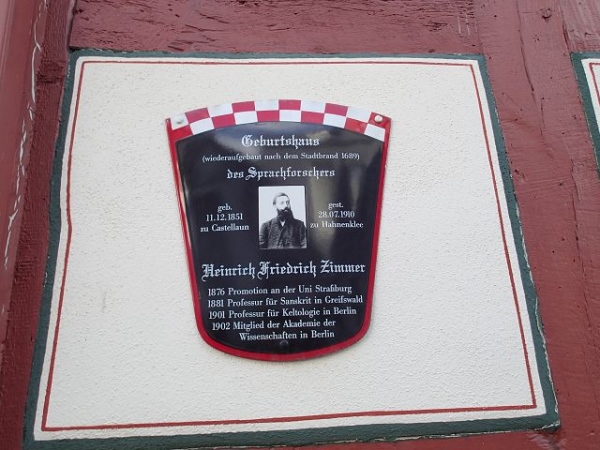 Geburtshaus
(wiederaufgebaut nach dem Stadtbrand 1689)
des Sprachforschers
geb.
11.12.1851
zu Castellaun
gest.
28.07.1910
zu Hahnenklee
Heinrich Friedrich Zimmer
1876 Promotion an der Uni Straßburg
1881 Professur für Sanskrit in Greifswald
1901 Professur für Keltologie in Berlin
1902 Mitglied der Akademie der
Wissenschaften in Berlin